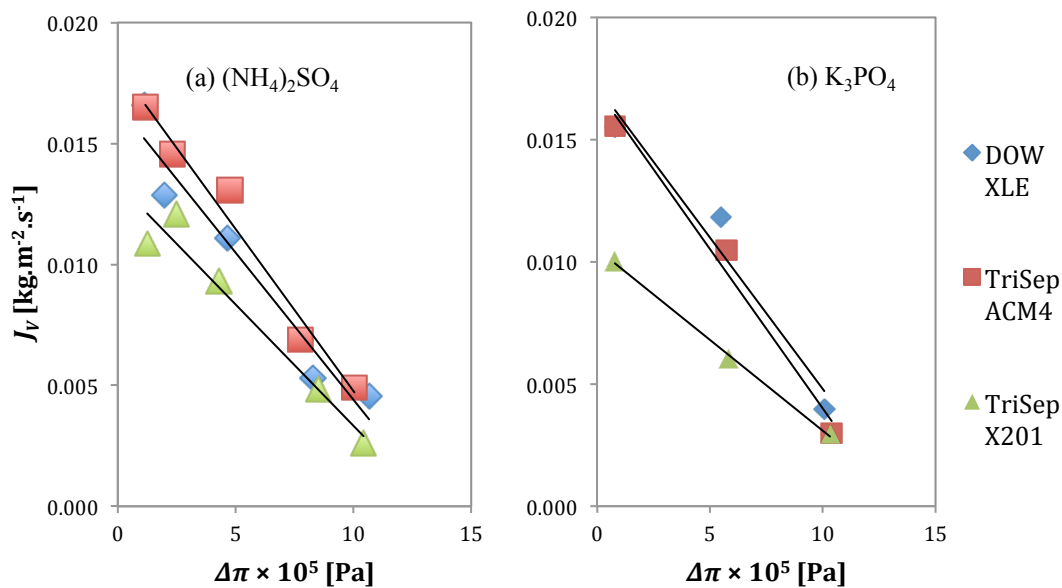 0.020
0.015
0.010
0.005
0.000
0
5
10
15
J_v [kg.m⁻².s⁻¹]
Δπ × 10⁵ [Pa]
(a) (NH₄)₂SO₄
0.020
0.015
0.010
0.005
0.000
0
5
10
15
Δπ × 10⁵ [Pa]
(b) K₃PO₄
DOW
XLE
TriSep
ACM4
TriSep
X201